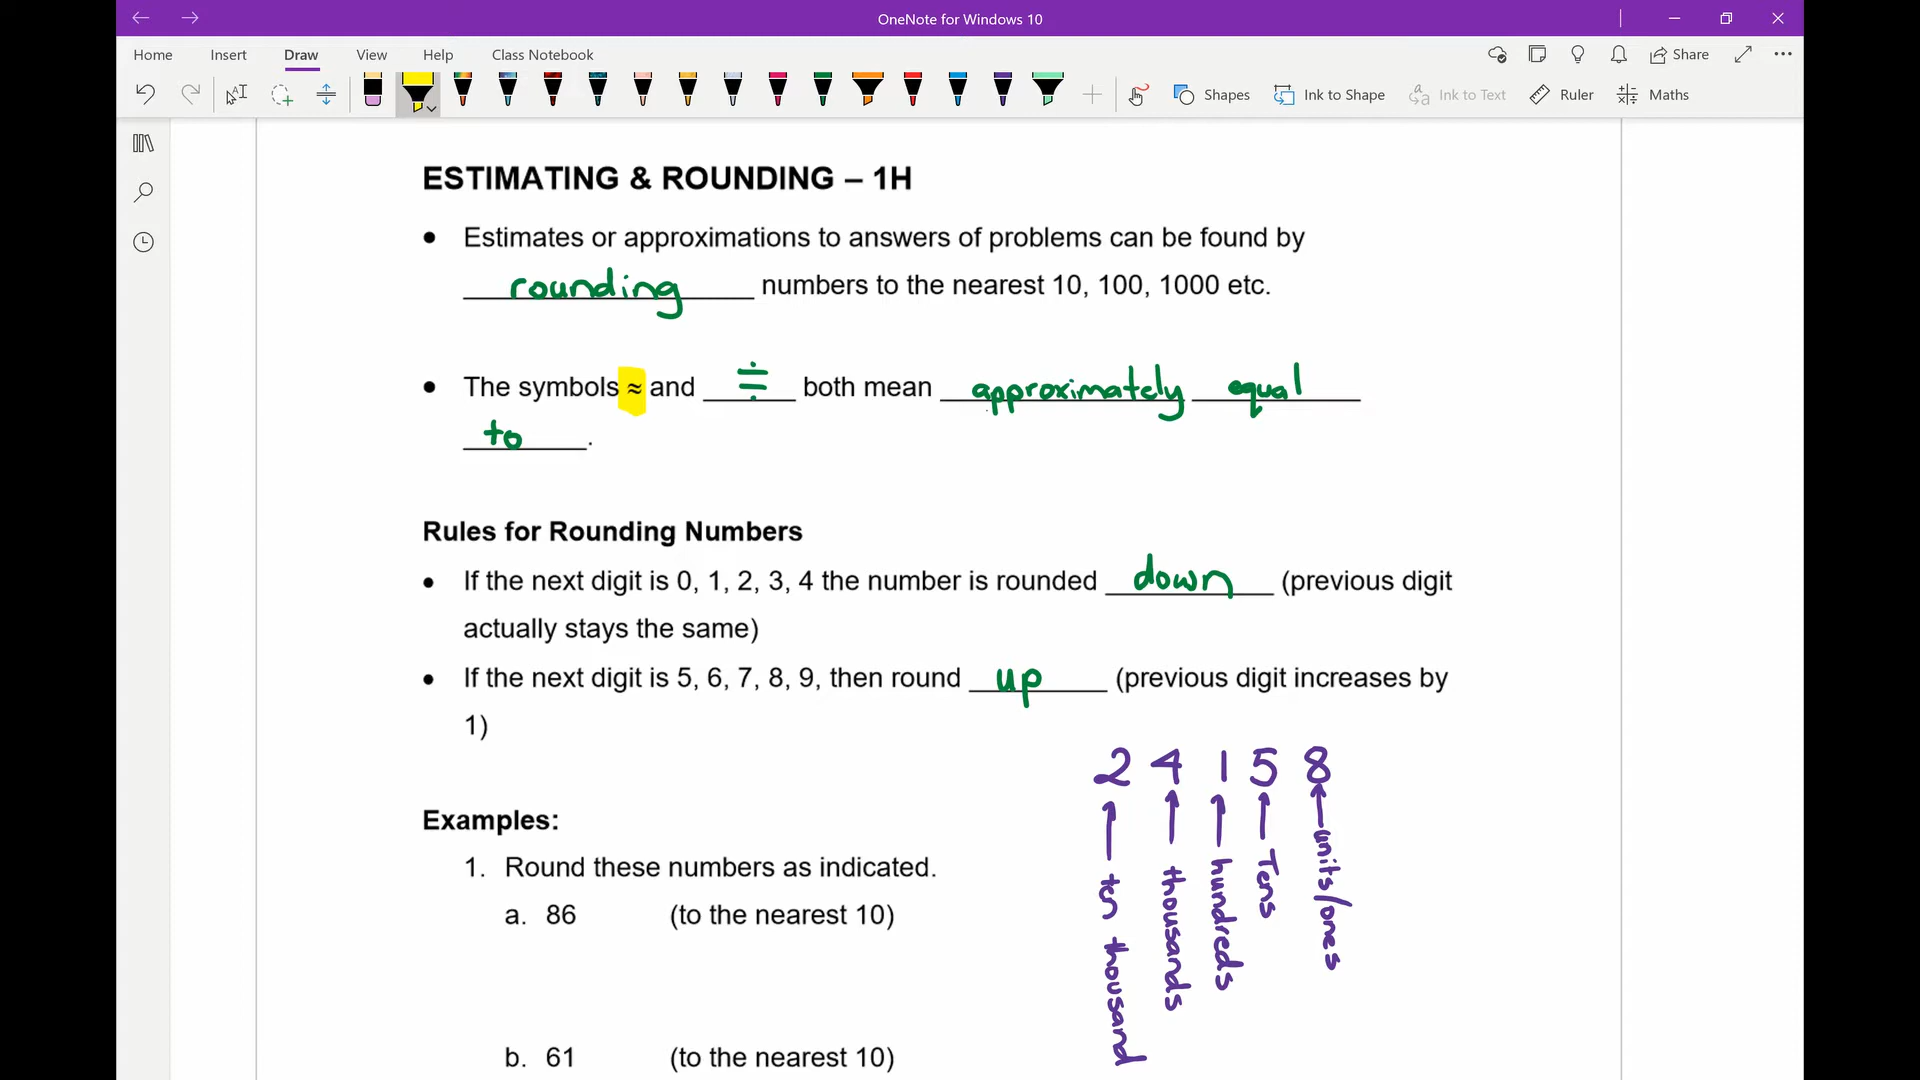 OneNote for Windows 10
Home Insert Draw View Help Class Notebook Share
Shapes Ink to Shape Ink to Text Ruler Maths
ESTIMATING & ROUNDING – 1H
• Estimates or approximations to answers of problems can be found by
rounding numbers to the nearest 10, 100, 1000 etc.
• The symbols ≈ and ≑ both mean approximately equal
to.
Rules for Rounding Numbers
• If the next digit is 0, 1, 2, 3, 4 the number is rounded down (previous digit
actually stays the same)
• If the next digit is 5, 6, 7, 8, 9, then round up (previous digit increases by
1)
2 4 1 5 8
ten thousand
thousands
hundreds
Tens
units/ones
Examples:
1. Round these numbers as indicated.
a. 86 (to the nearest 10)
b. 61 (to the nearest 10)